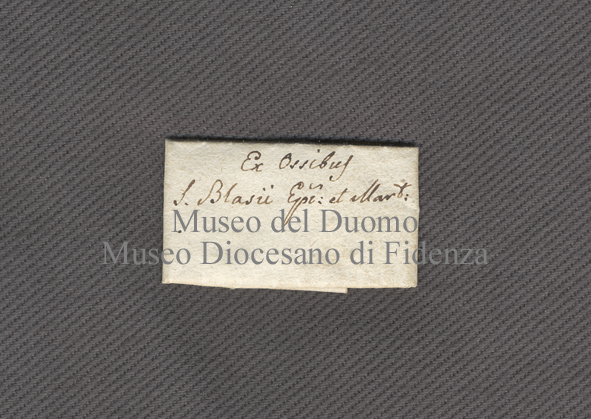 Ex Ossibus
S. Blasii Epi: et Mart:
Museo del Duomo
Museo Diocesano di Fidenza